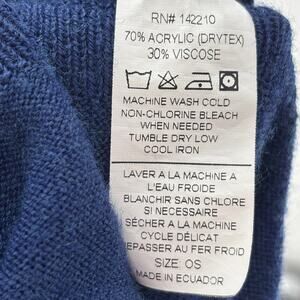 RN# 142210
70% ACRYLIC (DRYTEX)
30% VISCOSE
MACHINE WASH COLD
NON-CHLORINE BLEACH
WHEN NEEDED
TUMBLE DRY LOW
COOL IRON
LAVER A LA MACHINE A
L'EAU FROIDE
BLANCHIR SANS CHLORE
SI NECESSAIRE
SÉCHER A LA MACHINE
CYCLE DÉLICAT
EPASSER AU FER FROID
SIZE: OS
MADE IN ECUADOR